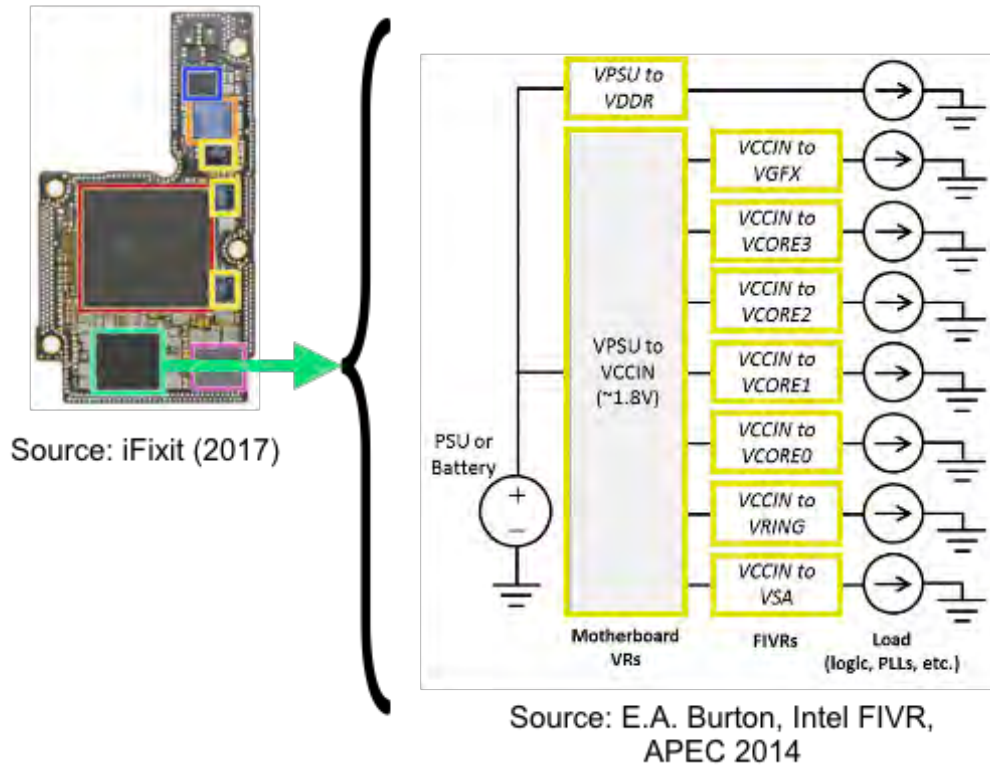 VPSU to
VDDR
VCCIN to
VGFX
VCCIN to
VCORE3
VCCIN to
VCORE2
VPSU to
VCCIN
(~1.8V)
VCCIN to
VCORE1
PSU or
Battery
VCCIN to
VCORE0
+
−
VCCIN to
VRING
VCCIN to
VSA
Motherboard
VRs
FIVRs
Load
(logic, PLLs, etc.)
Source: iFixit (2017)
Source: E.A. Burton, Intel FIVR,
APEC 2014